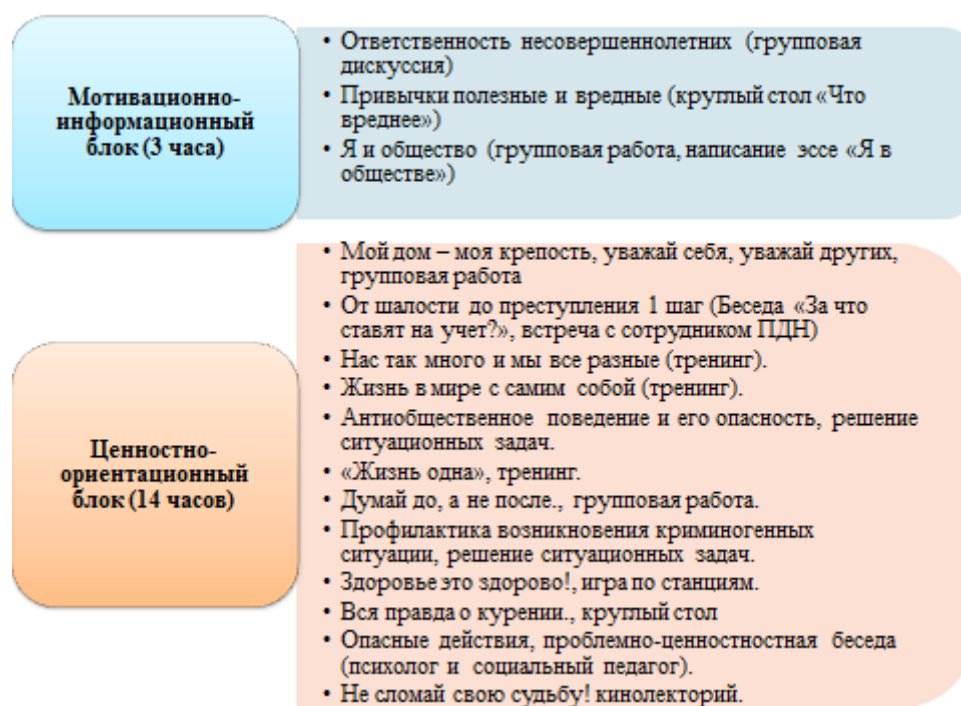 Мотивационно-
информационный
блок (3 часа)
• Ответственность несовершеннолетних (групповая
дискуссия)
• Привычки полезные и вредные (круглый стол «Что
вреднее»)
• Я и общество (групповая работа, написание эссе «Я в
обществе»)
Ценностно-
ориентационный
блок (14 часов)
• Мой дом – моя крепость, уважай себя, уважай других,
групповая работа
• От шалости до преступления 1 шаг (Беседа «За что
ставят на учет?», встреча с сотрудником ПДН)
• Нас так много и мы все разные (тренинг).
• Жизнь в мире с самим собой (тренинг).
• Антиобщественное поведение и его опасность, решение
ситуационных задач.
• «Жизнь одна», тренинг.
• Думай до, а не после., групповая работа.
• Профилактика возникновения криминогенных
ситуации, решение ситуационных задач.
• Здоровье это здорово!, игра по станциям.
• Вся правда о курении., круглый стол
• Опасные действия, проблемно-ценностностная беседа
(психолог и социальный педагог).
• Не сломай свою судьбу! кинолекторий.